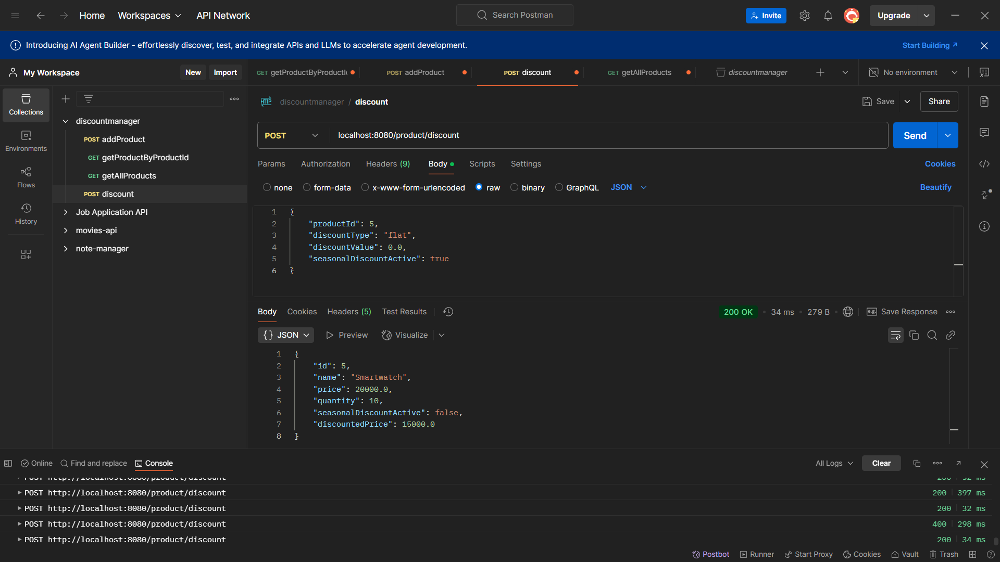 Home
Workspaces
API Network
Search Postman
Invite
Upgrade
Introducing AI Agent Builder - effortlessly discover, test, and integrate APIs and LLMs to accelerate agent development.
Start Building
My Workspace
New
Import
GET getProductByProductI
POST addProduct
POST discount
GET getAllProducts
discountmanager
No environment
Collections
Environments
Flows
History
discountmanager
POST addProduct
GET getProductByProductId
GET getAllProducts
POST discount
Job Application API
movies-api
note-manager
HTTP
discountmanager / discount
Save
Share
POST
localhost:8080/product/discount
Send
Params
Authorization
Headers (9)
Body
Scripts
Settings
Cookies
none
form-data
x-www-form-urlencoded
raw
binary
GraphQL
JSON
Beautify
1 {
2 "productId": 5,
3 "discountType": "flat",
4 "discountValue": 0.0,
5 "seasonalDiscountActive": true
6 }
Body
Cookies
Headers (5)
Test Results
200 OK
34 ms
279 B
e.g. Save Response
{} JSON
Preview
Visualize
1 {
2 "id": 5,
3 "name": "Smartwatch",
4 "price": 20000.0,
5 "quantity": 10,
6 "seasonalDiscountActive": false,
7 "discountedPrice": 15000.0
8 }
Online
Find and replace
Console
All Logs
Clear
POST http://localhost:8080/product/discount 200 32 ms
POST http://localhost:8080/product/discount 200 397 ms
POST http://localhost:8080/product/discount 200 32 ms
POST http://localhost:8080/product/discount 400 298 ms
POST http://localhost:8080/product/discount 200 34 ms
Postbot
Runner
Start Proxy
Cookies
Vault
Trash